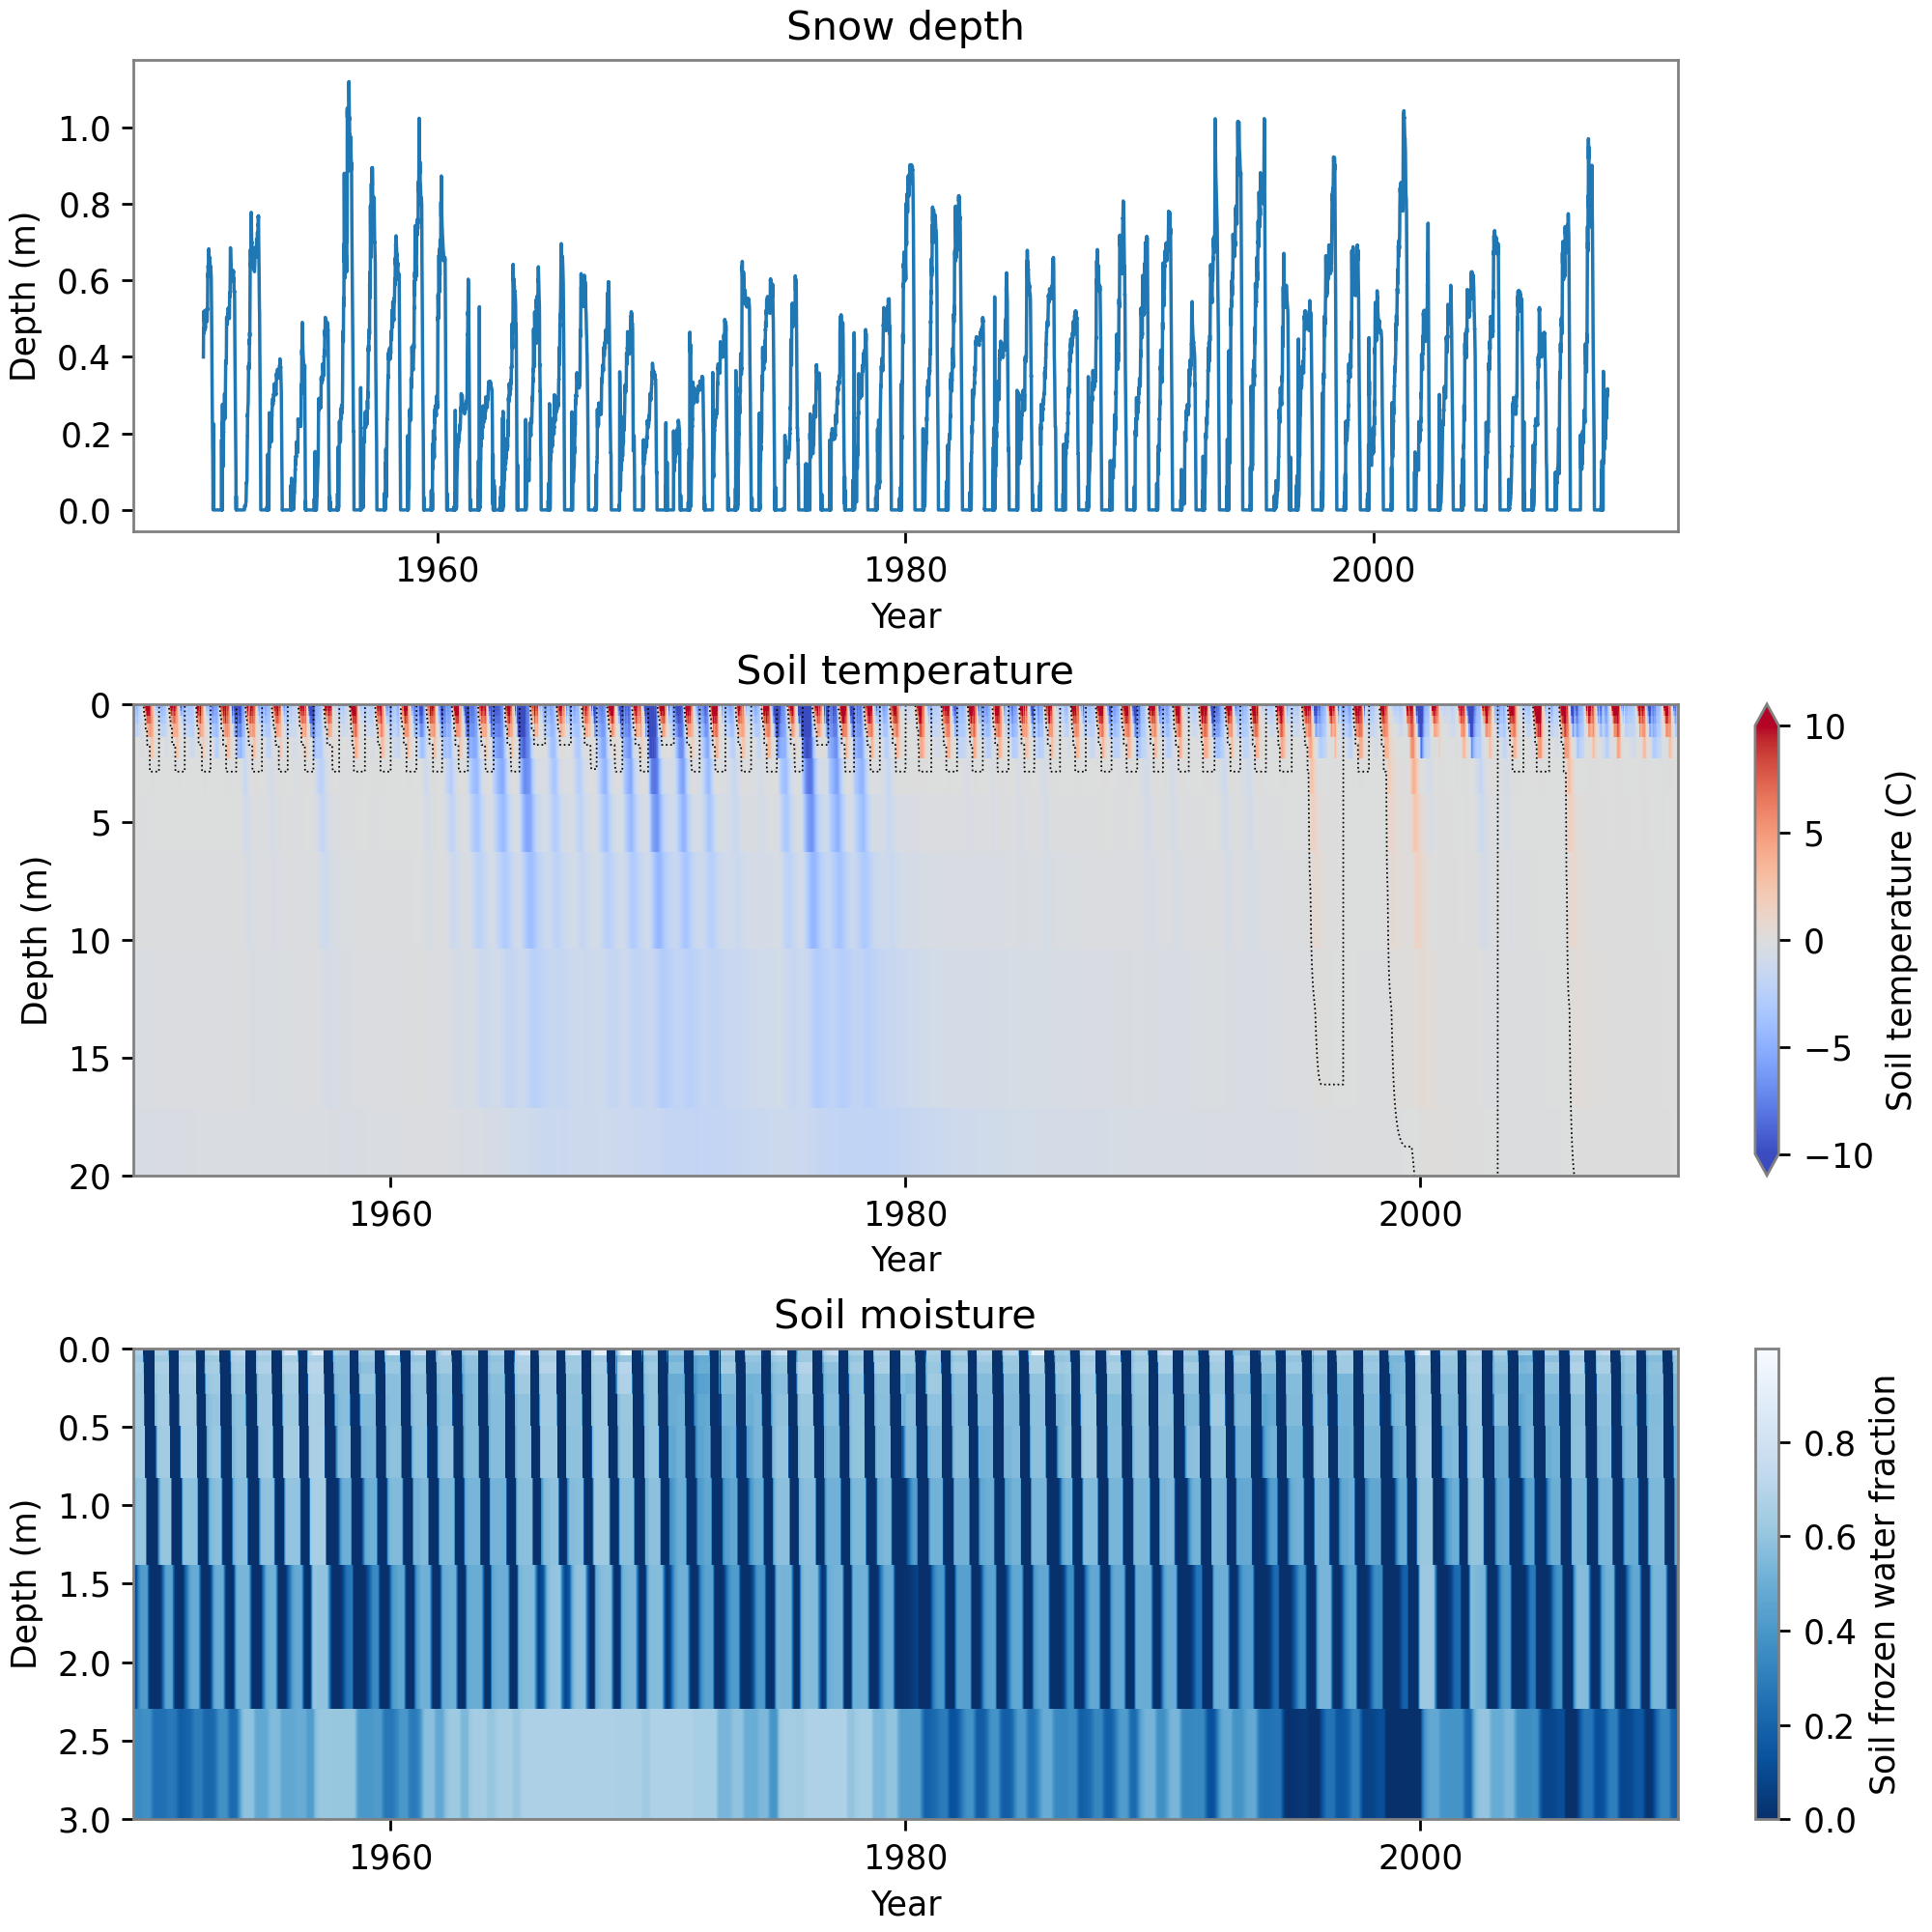 Snow depth
1.0
0.8
0.6
0.4
0.2
0.0
Depth (m)
1960 1980 2000
Year
Soil temperature
0
5
10
15
20
Depth (m)
1960 1980 2000
Year
10
5
0
−5
−10
Soil temperature (C)
Soil moisture
0.0
0.5
1.0
1.5
2.0
2.5
3.0
Depth (m)
1960 1980 2000
Year
0.8
0.6
0.4
0.2
0.0
Soil frozen water fraction